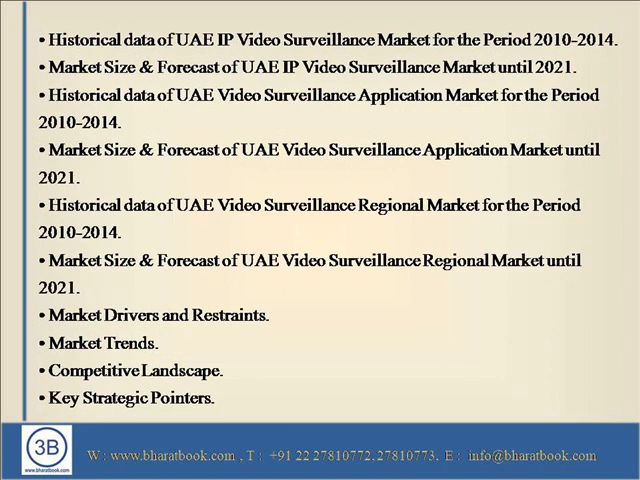 • Historical data of UAE IP Video Surveillance Market for the Period 2010-2014.
• Market Size & Forecast of UAE IP Video Surveillance Market until 2021.
• Historical data of UAE Video Surveillance Application Market for the Period
2010-2014.
• Market Size & Forecast of UAE Video Surveillance Application Market until
2021.
• Historical data of UAE Video Surveillance Regional Market for the Period
2010-2014.
• Market Size & Forecast of UAE Video Surveillance Regional Market until
2021.
• Market Drivers and Restraints.
• Market Trends.
• Competitive Landscape.
• Key Strategic Pointers.
3B
www.bharatbook.com
W : www.bharatbook.com , T : +91 22 27810772, 27810773, E : info@bharatbook.com